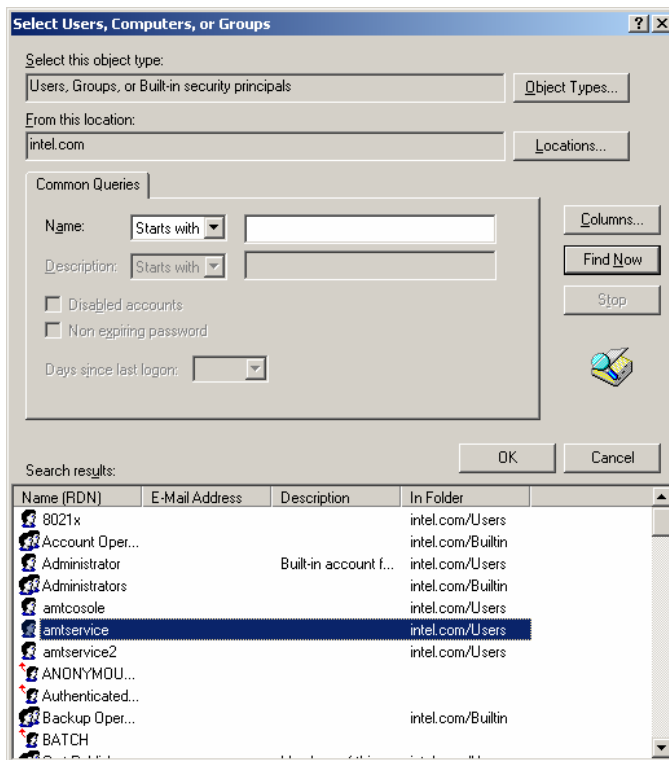 Select Users, Computers, or Groups
Select this object type:
Users, Groups, or Built-in security principals
Object Types...
From this location:
intel.com
Locations...
Common Queries
Name: Starts with
Columns...
Description: Starts with
Find Now
Disabled accounts
Stop
Non expiring password
Days since last logon:
OK Cancel
Search results:
Name (RDN) E-Mail Address Description In Folder
8021x intel.com/Users
Account Oper... intel.com/Builtin
Administrator Built-in account f... intel.com/Users
Administrators intel.com/Builtin
amtcosole intel.com/Users
amtservice intel.com/Users
amtservice2 intel.com/Users
ANONYMOU...
Authenticated...
Backup Oper... intel.com/Builtin
BATCH